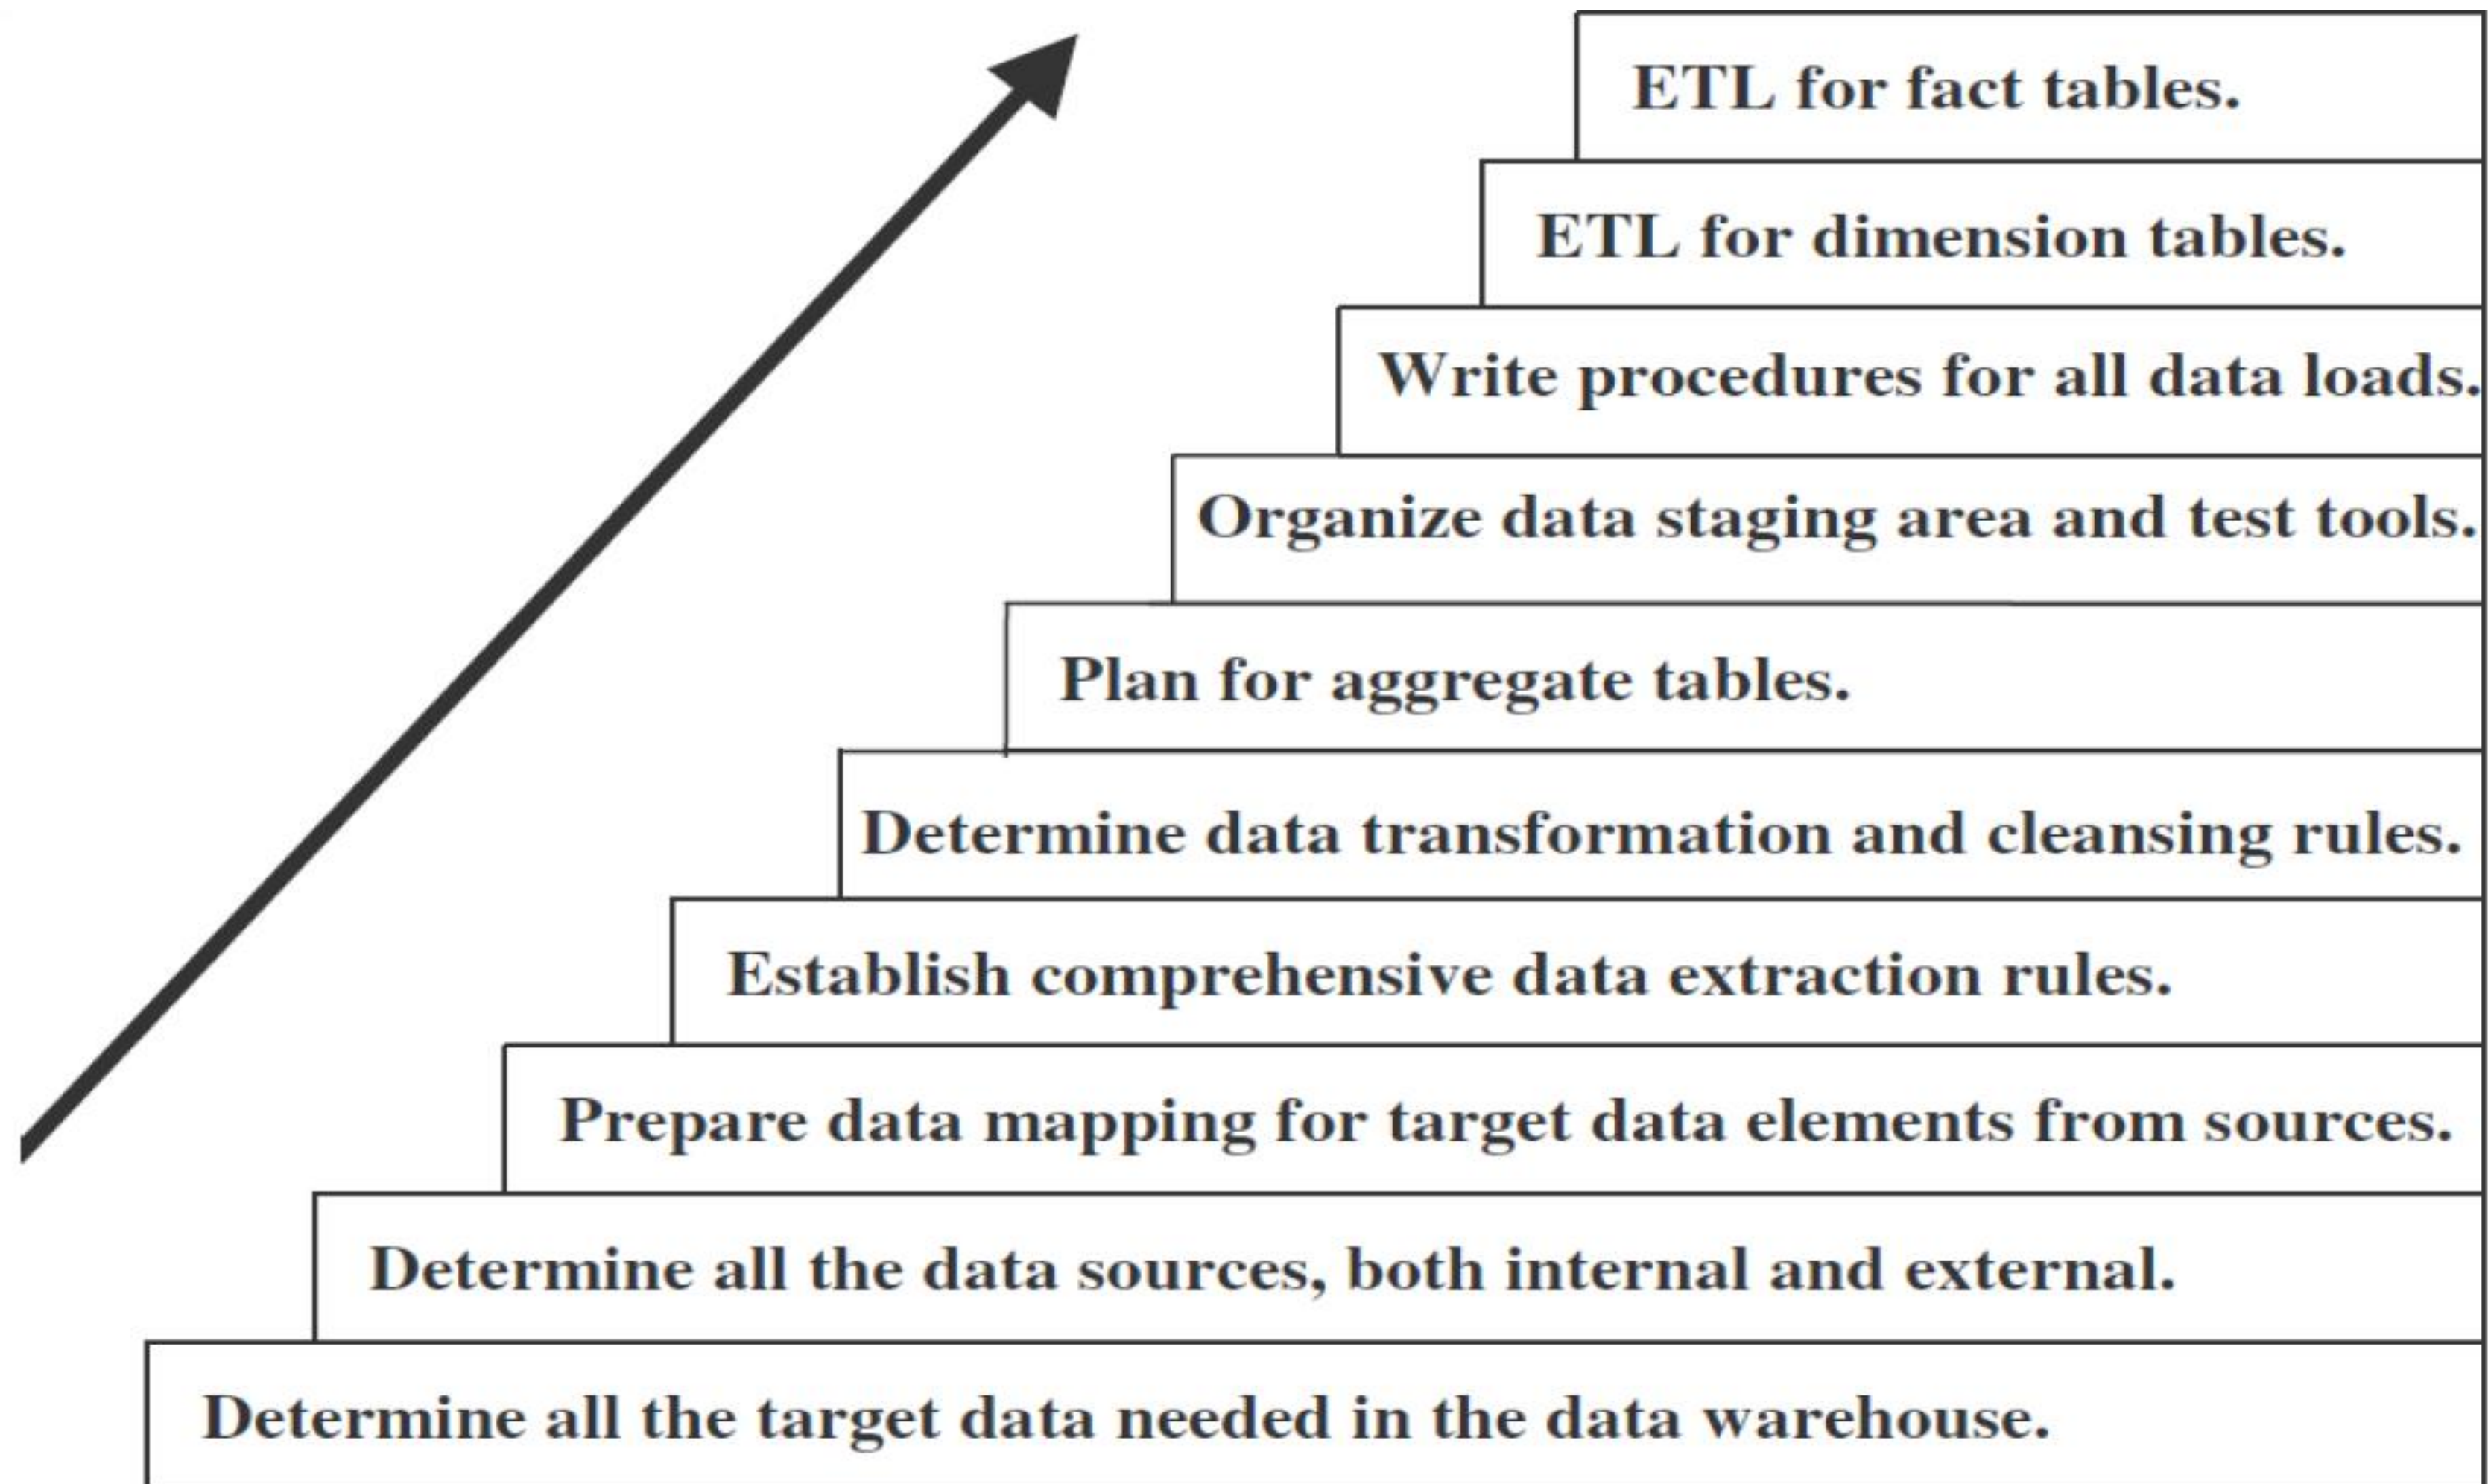 ETL for fact tables.
ETL for dimension tables.
Write procedures for all data loads.
Organize data staging area and test tools.
Plan for aggregate tables.
Determine data transformation and cleansing rules.
Establish comprehensive data extraction rules.
Prepare data mapping for target data elements from sources.
Determine all the data sources, both internal and external.
Determine all the target data needed in the data warehouse.